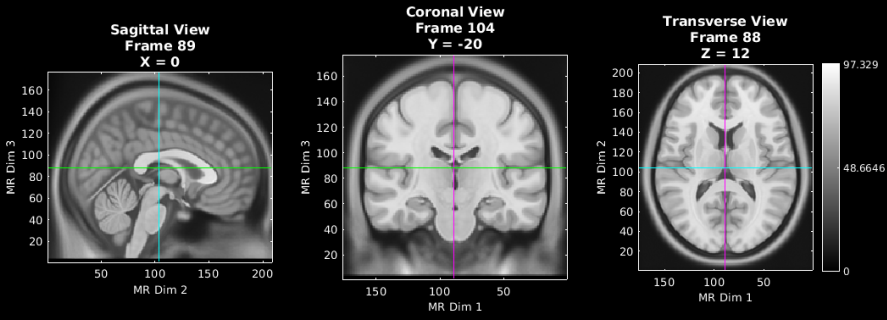 Sagittal View
Frame 89
X = 0
160
140
120
100
80
60
40
20
MR Dim 3
50
100
150
200
MR Dim 2
Coronal View
Frame 104
Y = -20
160
140
120
100
80
60
40
20
MR Dim 3
150
100
50
MR Dim 1
Transverse View
Frame 88
Z = 12
200
180
160
140
120
100
80
60
40
20
MR Dim 2
150
100
50
MR Dim 1
97.329
48.6646
0